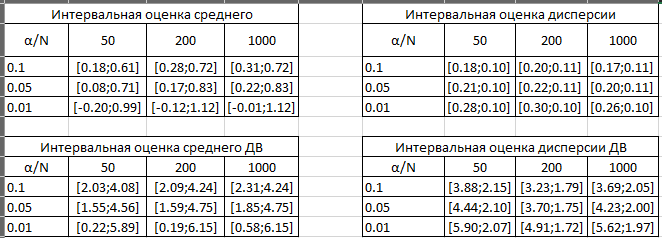 Интервальная оценка среднего
α/N 50 200 1000
0.1 [0.18;0.61] [0.28;0.72] [0.31;0.72]
0.05 [0.08;0.71] [0.17;0.83] [0.22;0.83]
0.01 [-0.20;0.99] [-0.12;1.12] [-0.01;1.12]
Интервальная оценка дисперсии
α/N 50 200 1000
0.1 [0.18;0.10] [0.20;0.11] [0.17;0.11]
0.05 [0.21;0.10] [0.22;0.11] [0.20;0.11]
0.01 [0.28;0.10] [0.30;0.10] [0.26;0.10]
Интервальная оценка среднего ДВ
α/N 50 200 1000
0.1 [2.03;4.08] [2.09;4.24] [2.31;4.24]
0.05 [1.55;4.56] [1.59;4.75] [1.85;4.75]
0.01 [0.22;5.89] [0.19;6.15] [0.58;6.15]
Интервальная оценка дисперсии ДВ
α/N 50 200 1000
0.1 [3.88;2.15] [3.23;1.79] [3.69;2.05]
0.05 [4.44;2.10] [3.70;1.75] [4.23;2.00]
0.01 [5.90;2.07] [4.91;1.72] [5.62;1.97]